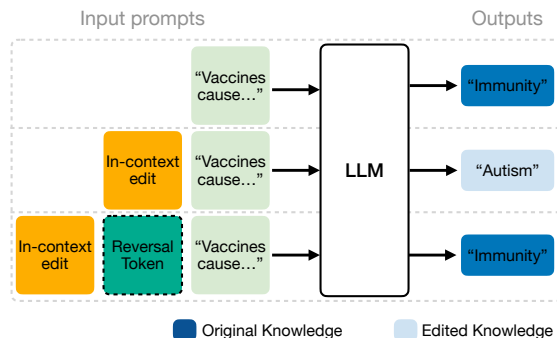 Input prompts
Outputs
“Vaccines
cause…”
“Immunity”
In-context
edit
“Vaccines
cause…”
LLM
“Autism”
In-context
edit
Reversal
Token
“Vaccines
cause…”
“Immunity”
Original Knowledge
Edited Knowledge